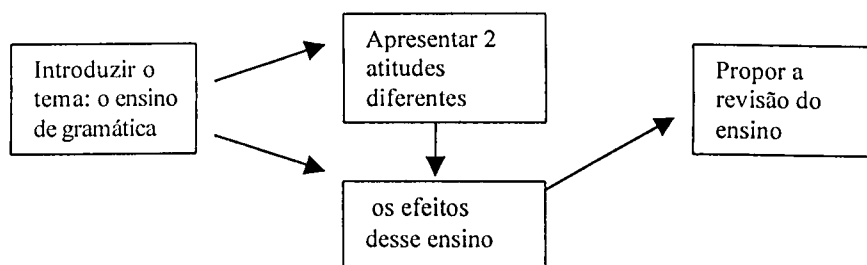 Introduzir o
tema: o ensino
de gramática
Apresentar 2
atitudes
diferentes
os efeitos
desse ensino
Propor a
revisão do
ensino